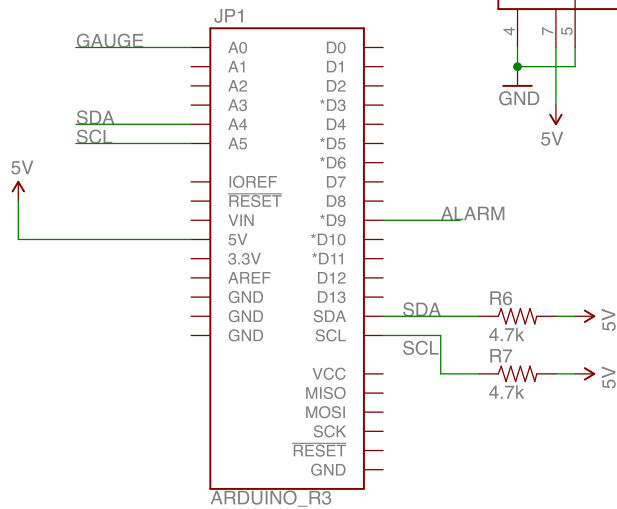 JP1
GAUGE
A0
A1
A2
A3
SDA
A4
SCL
A5
5V
IOREF
RESET
VIN
5V
3.3V
AREF
GND
GND
GND
D0
D1
D2
*D3
D4
*D5
*D6
D7
D8
*D9
ALARM
*D10
*D11
D12
D13
SDA
SCL
VCC
MISO
MOSI
SCK
RESET
GND
ARDUINO_R3
4
7
5
GND
5V
SDA
R6
4.7k
5V
SCL
R7
4.7k
5V